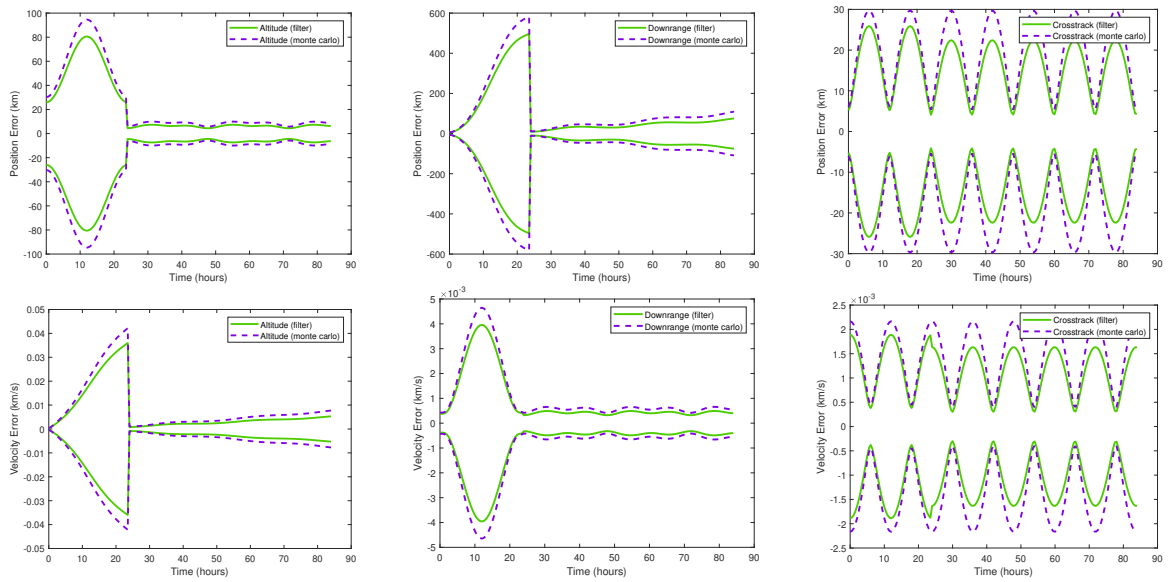 100
80
60
40
20
0
-20
-40
-60
-80
-100
Position Error (km)
0 10 20 30 40 50 60 70 80 90
Time (hours)
Altitude (filter)
Altitude (monte carlo)
600
400
200
0
-200
-400
-600
Position Error (km)
0 10 20 30 40 50 60 70 80 90
Time (hours)
Downrange (filter)
Downrange (monte carlo)
30
20
10
0
-10
-20
-30
Position Error (km)
0 10 20 30 40 50 60 70 80 90
Time (hours)
Crosstrack (filter)
Crosstrack (monte carlo)
0.05
0.04
0.03
0.02
0.01
0
-0.01
-0.02
-0.03
-0.04
-0.05
Velocity Error (km/s)
0 10 20 30 40 50 60 70 80 90
Time (hours)
Altitude (filter)
Altitude (monte carlo)
×10⁻³
5
4
3
2
1
0
-1
-2
-3
-4
-5
Velocity Error (km/s)
0 10 20 30 40 50 60 70 80 90
Time (hours)
Downrange (filter)
Downrange (monte carlo)
×10⁻³
2.5
2
1.5
1
0.5
0
-0.5
-1
-1.5
-2
-2.5
Velocity Error (km/s)
0 10 20 30 40 50 60 70 80 90
Time (hours)
Crosstrack (filter)
Crosstrack (monte carlo)